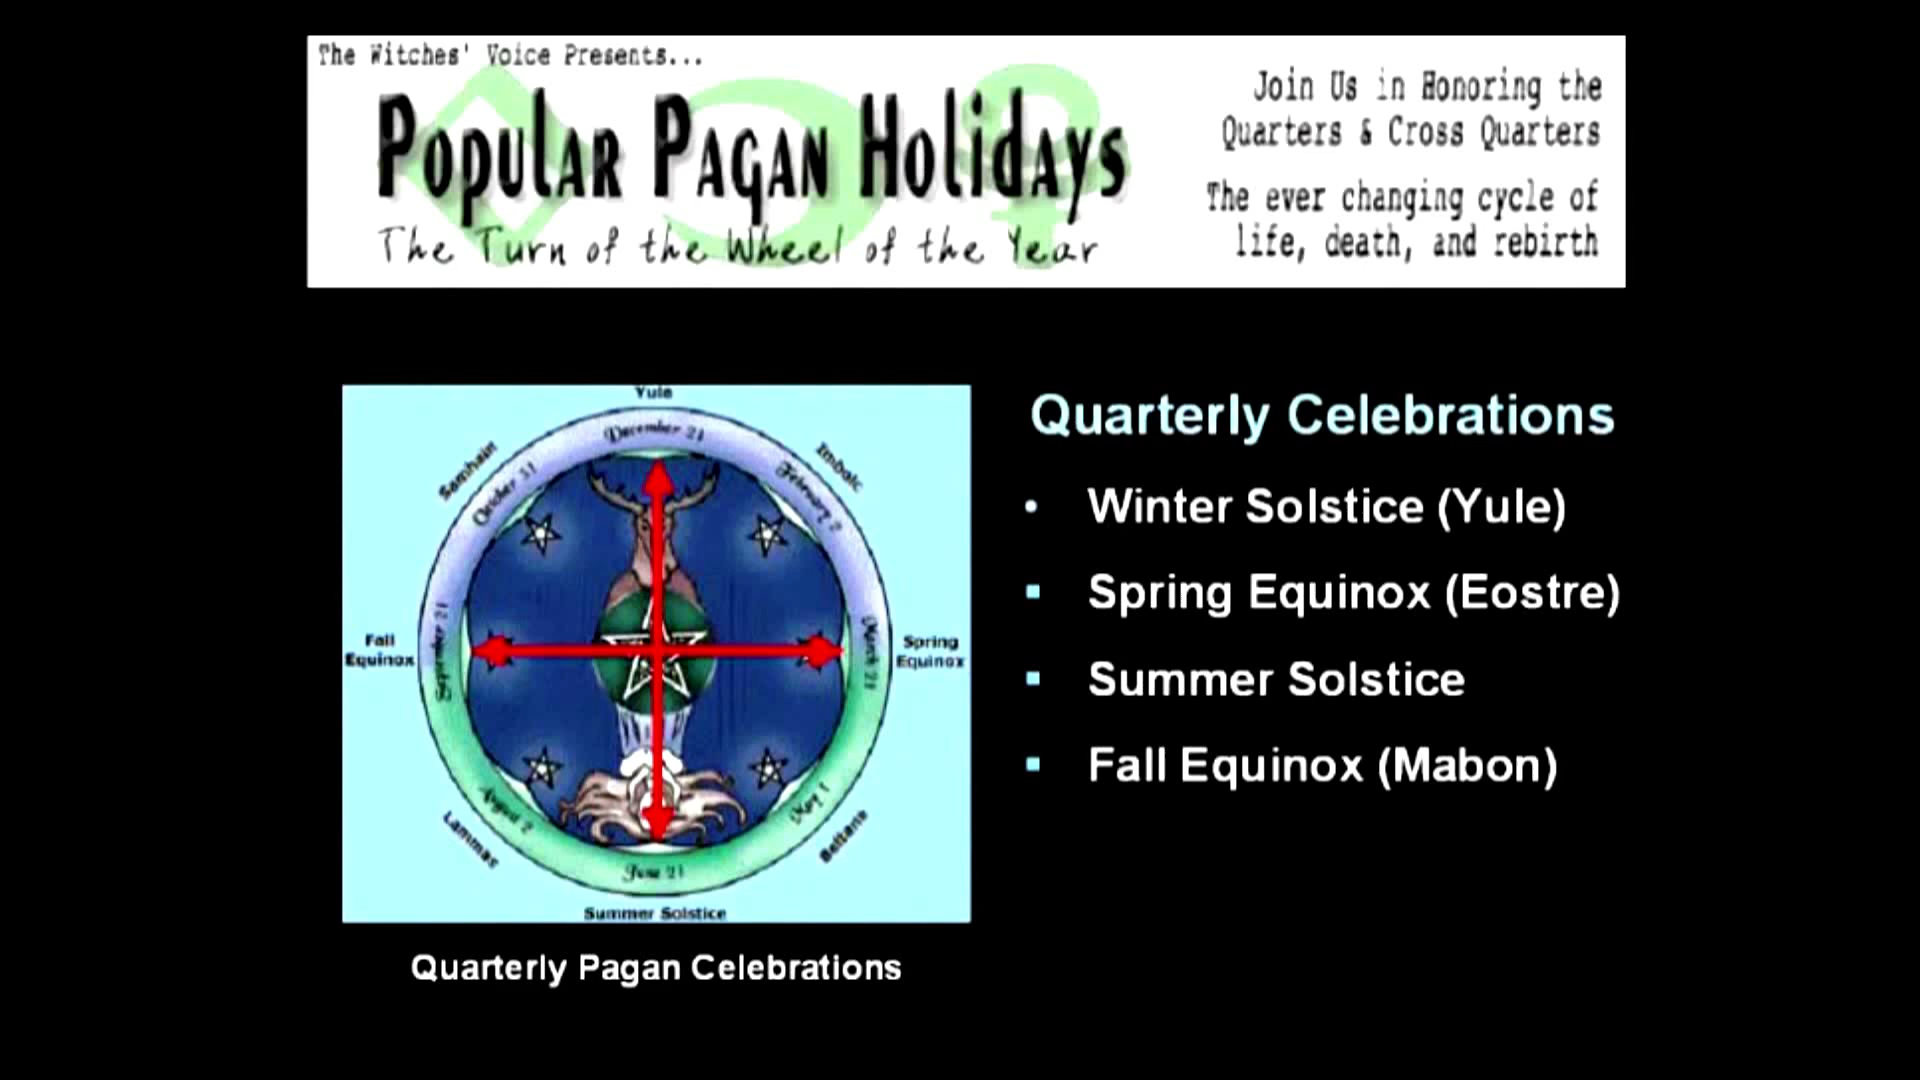 The Witches' Voice Presents...
Popular Pagan Holidays
The Turn of the Wheel of the Year
Join Us in Honoring the
Quarters & Cross Quarters
The ever changing cycle of
life, death, and rebirth
Yule
December 21
Samhain
October 31
Imbolc
February 2
Fall
Equinox
September 21
Spring
Equinox
March 21
Lammas
August 2
Beltane
May 1
June 21
Summer Solstice
Quarterly Pagan Celebrations
Quarterly Celebrations
• Winter Solstice (Yule)
▪ Spring Equinox (Eostre)
▪ Summer Solstice
▪ Fall Equinox (Mabon)